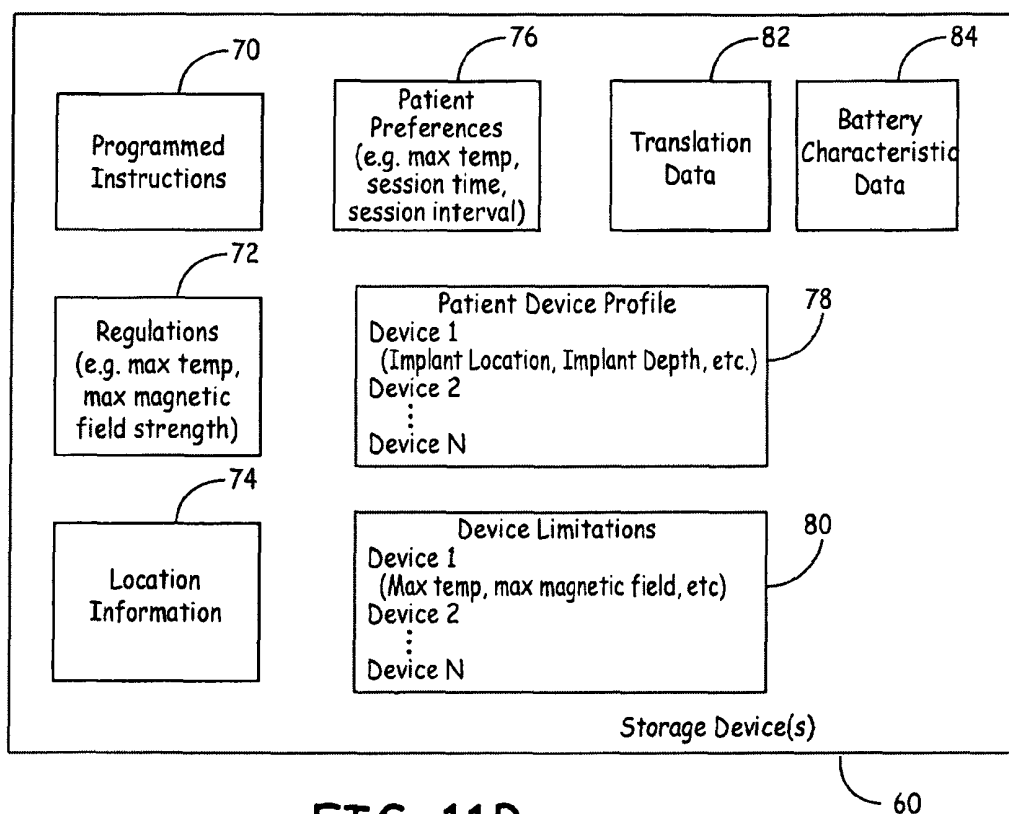 70
Programmed
Instructions
76
Patient
Preferences
(e.g. max temp,
session time,
session interval)
82
Translation
Data
84
Battery
Characteristic
Data
72
Regulations
(e.g. max temp,
max magnetic
field strength)
78
Patient Device Profile
Device 1
(Implant Location, Implant Depth, etc.)
Device 2
Device N
74
Location
Information
80
Device Limitations
Device 1
(Max temp, max magnetic field, etc)
Device 2
Device N
Storage Device(s)
60